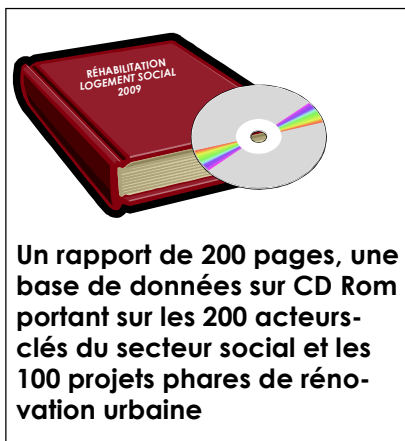 RÉHABILITATION
LOGEMENT SOCIAL
2009
Un rapport de 200 pages, une
base de données sur CD Rom
portant sur les 200 acteurs-
clés du secteur social et les
100 projets phares de réno-
vation urbaine